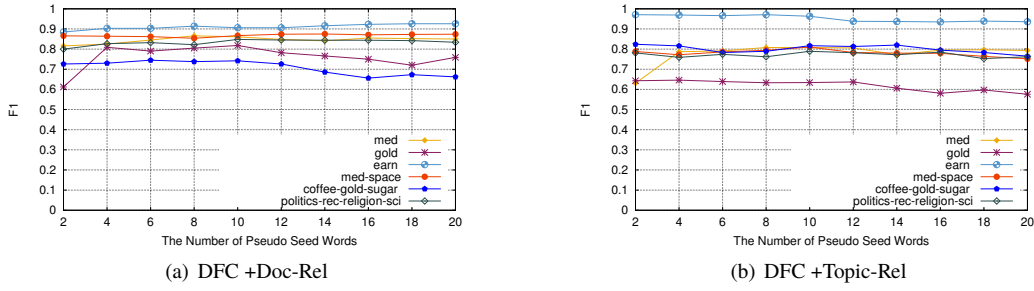 F1
1
0.9
0.8
0.7
0.6
0.5
0.4
0.3
0.2
0.1
0
2 4 6 8 10 12 14 16 18 20
The Number of Pseudo Seed Words
med
gold
earn
med-space
coffee-gold-sugar
politics-rec-religion-sci
(a) DFC +Doc-Rel
F1
1
0.9
0.8
0.7
0.6
0.5
0.4
0.3
0.2
0.1
0
2 4 6 8 10 12 14 16 18 20
The Number of Pseudo Seed Words
med
gold
earn
med-space
coffee-gold-sugar
politics-rec-religion-sci
(b) DFC +Topic-Rel